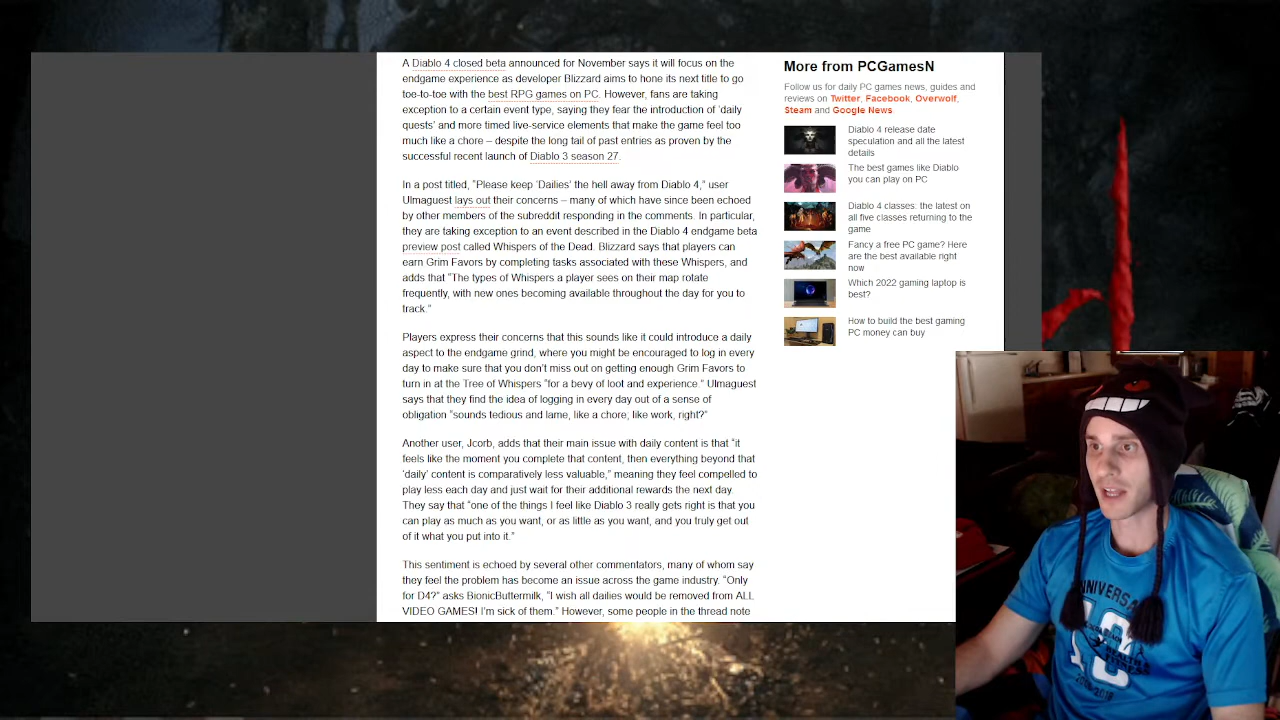 A Diablo 4 closed beta announced for November says it will focus on the
endgame experience as developer Blizzard aims to hone its next title to go
toe-to-toe with the best RPG games on PC. However, fans are taking
exception to a certain event type, saying they fear the introduction of 'daily
quests' and more timed live-service elements that make the game feel too
much like a chore – despite the long tail of past entries as proven by the
successful recent launch of Diablo 3 season 27.
In a post titled, "Please keep 'Dailies' the hell away from Diablo 4," user
Ulmaguest lays out their concerns – many of which have since been echoed
by other members of the subreddit responding in the comments. In particular,
they are taking exception to an event described in the Diablo 4 endgame beta
preview post called Whispers of the Dead. Blizzard says that players can
earn Grim Favors by completing tasks associated with these Whispers, and
adds that "The types of Whispers a player sees on their map rotate
frequently, with new ones becoming available throughout the day for you to
track."
Players express their concerns that this sounds like it could introduce a daily
aspect to the endgame grind, where you might be encouraged to log in every
day to make sure that you don't miss out on getting enough Grim Favors to
turn in at the Tree of Whispers "for a bevy of loot and experience." Ulmaguest
says that they find the idea of logging in every day out of a sense of
obligation "sounds tedious and lame, like a chore; like work, right?"
Another user, Jcorb, adds that their main issue with daily content is that "it
feels like the moment you complete that content, then everything beyond that
'daily' content is comparatively less valuable," meaning they feel compelled to
play less each day and just wait for their additional rewards the next day.
They say that "one of the things I feel like Diablo 3 really gets right is that you
can play as much as you want, or as little as you want, and you truly get out
of it what you put into it."
This sentiment is echoed by several other commentators, many of whom say
they feel the problem has become an issue across the game industry. "Only
for D4?" asks BionicButtermilk, "I wish all dailies would be removed from ALL
VIDEO GAMES! I'm sick of them." However, some people in the thread note
More from PCGamesN
Follow us for daily PC games news, guides and
reviews on Twitter, Facebook, Overwolf,
Steam and Google News
Diablo 4 release date
speculation and all the latest
details
The best games like Diablo
you can play on PC
Diablo 4 classes: the latest on
all five classes returning to the
game
Fancy a free PC game? Here
are the best available right
now
Which 2022 gaming laptop is
best?
How to build the best gaming
PC money can buy